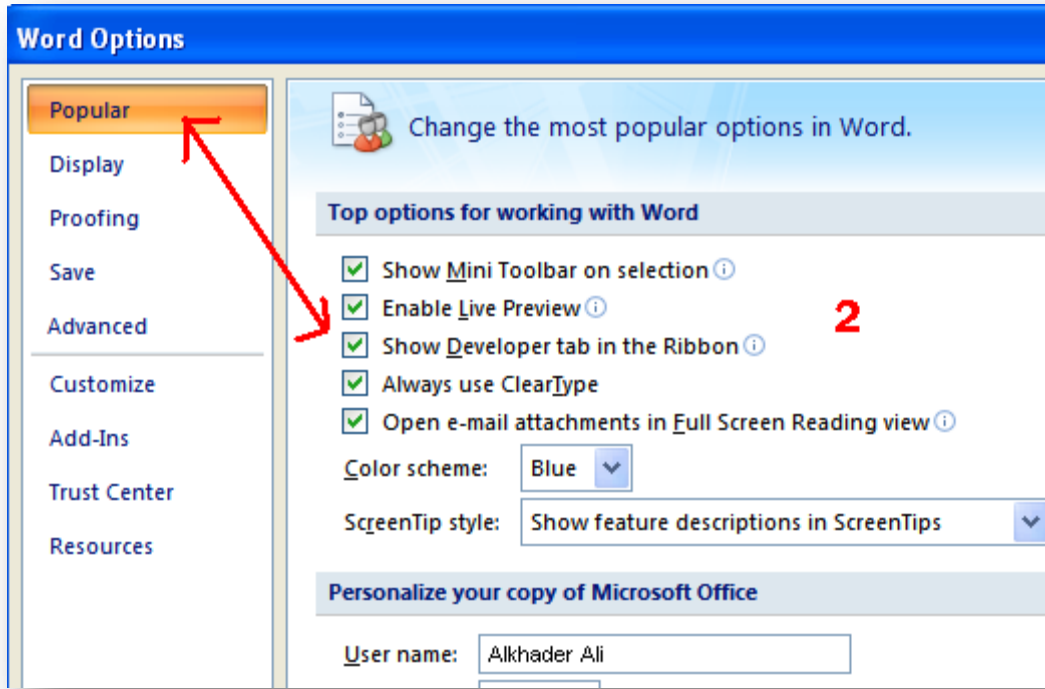 Word Options
Popular
Display
Proofing
Save
Advanced
Customize
Add-Ins
Trust Center
Resources
Change the most popular options in Word.
Top options for working with Word
Show Mini Toolbar on selection
Enable Live Preview
2
Show Developer tab in the Ribbon
Always use ClearType
Open e-mail attachments in Full Screen Reading view
Color scheme: Blue
ScreenTip style: Show feature descriptions in ScreenTips
Personalize your copy of Microsoft Office
User name: Alkhader Ali